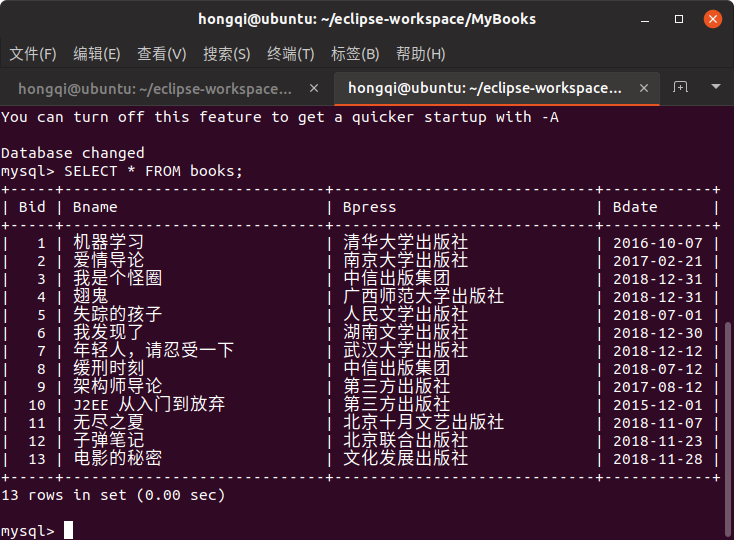 hongqi@ubuntu: ~/eclipse-workspace/MyBooks
文件(F) 编辑(E) 查看(V) 搜索(S) 终端(T) 标签(B) 帮助(H)
hongqi@ubuntu: ~/eclipse-workspace... × hongqi@ubuntu: ~/eclipse-workspace... ×
You can turn off this feature to get a quicker startup with -A
Database changed
mysql> SELECT * FROM books;
+-----+-----------------------------+-----------------------------+------------+
| Bid | Bname | Bpress | Bdate |
+-----+-----------------------------+-----------------------------+------------+
| 1 | 机器学习 | 清华大学出版社 | 2016-10-07 |
| 2 | 爱情导论 | 南京大学出版社 | 2017-02-21 |
| 3 | 我是个怪圈 | 中信出版集团 | 2018-12-31 |
| 4 | 翅鬼 | 广西师范大学出版社 | 2018-12-31 |
| 5 | 失踪的孩子 | 人民文学出版社 | 2018-07-01 |
| 6 | 我发现了 | 湖南文学出版社 | 2018-12-30 |
| 7 | 年轻人，请忍受一下 | 武汉大学出版社 | 2018-12-12 |
| 8 | 缓刑时刻 | 中信出版集团 | 2018-07-12 |
| 9 | 架构师导论 | 第三方出版社 | 2017-08-12 |
| 10 | J2EE 从入门到放弃 | 第三方出版社 | 2015-12-01 |
| 11 | 无尽之夏 | 北京十月文艺出版社 | 2018-11-07 |
| 12 | 子弹笔记 | 北京联合出版社 | 2018-11-23 |
| 13 | 电影的秘密 | 文化发展出版社 | 2018-11-28 |
+-----+-----------------------------+-----------------------------+------------+
13 rows in set (0.00 sec)
mysql>